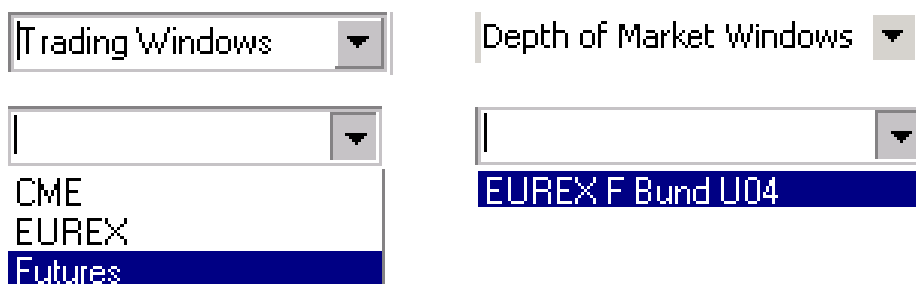 Trading Windows
Depth of Market Windows
CME
EUREX
Futures
EUREX F Bund U04